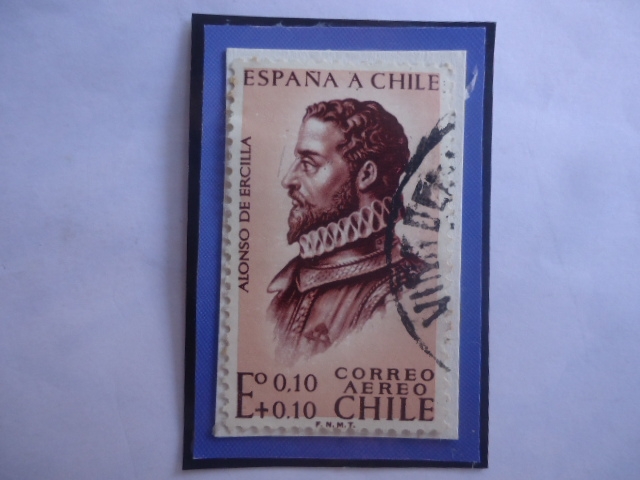 ESPAÑA A CHILE
ALONSO DE ERCILLA
Eº 0,10
+0.10
CORREO
AEREO
CHILE
F.N.M.T.